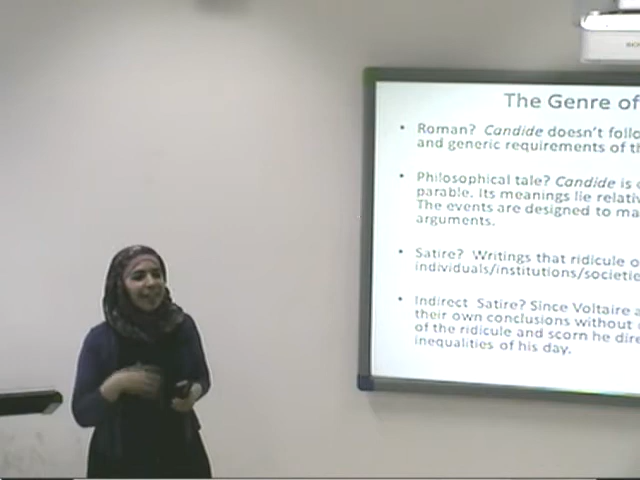 The Genre of
• Roman? Candide doesn't follo
and generic requirements of th
• Philosophical tale? Candide is
parable. Its meanings lie relativ
The events are designed to ma
arguments.
• Satire? Writings that ridicule o
individuals/institutions/societie
• Indirect Satire? Since Voltaire a
their own conclusions without
of the ridicule and scorn he dire
inequalities of his day.